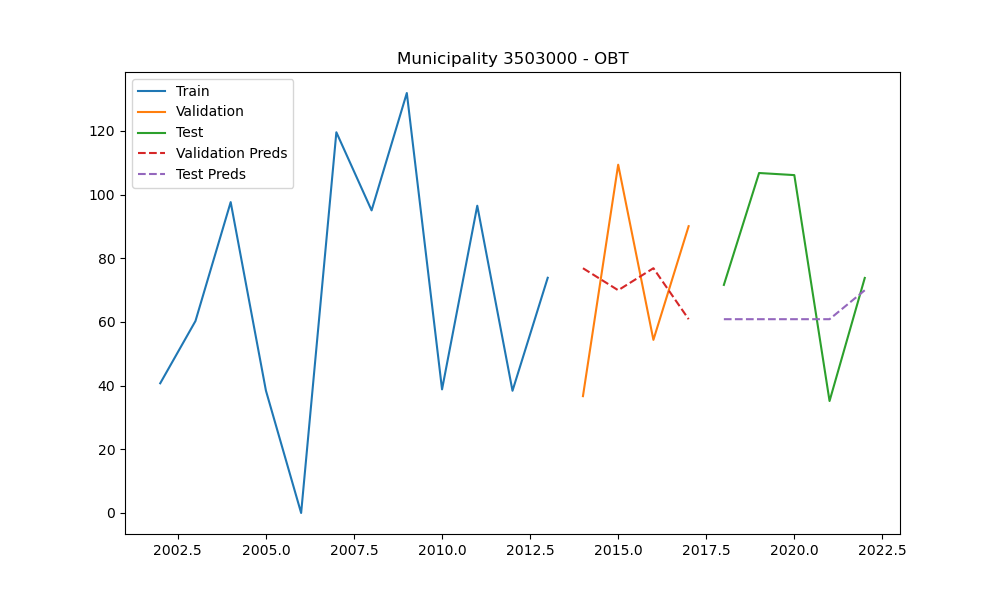 Municipality 3503000 - OBT
Train
Validation
Test
Validation Preds
Test Preds
120
100
80
60
40
20
0
2002.5 2005.0 2007.5 2010.0 2012.5 2015.0 2017.5 2020.0 2022.5